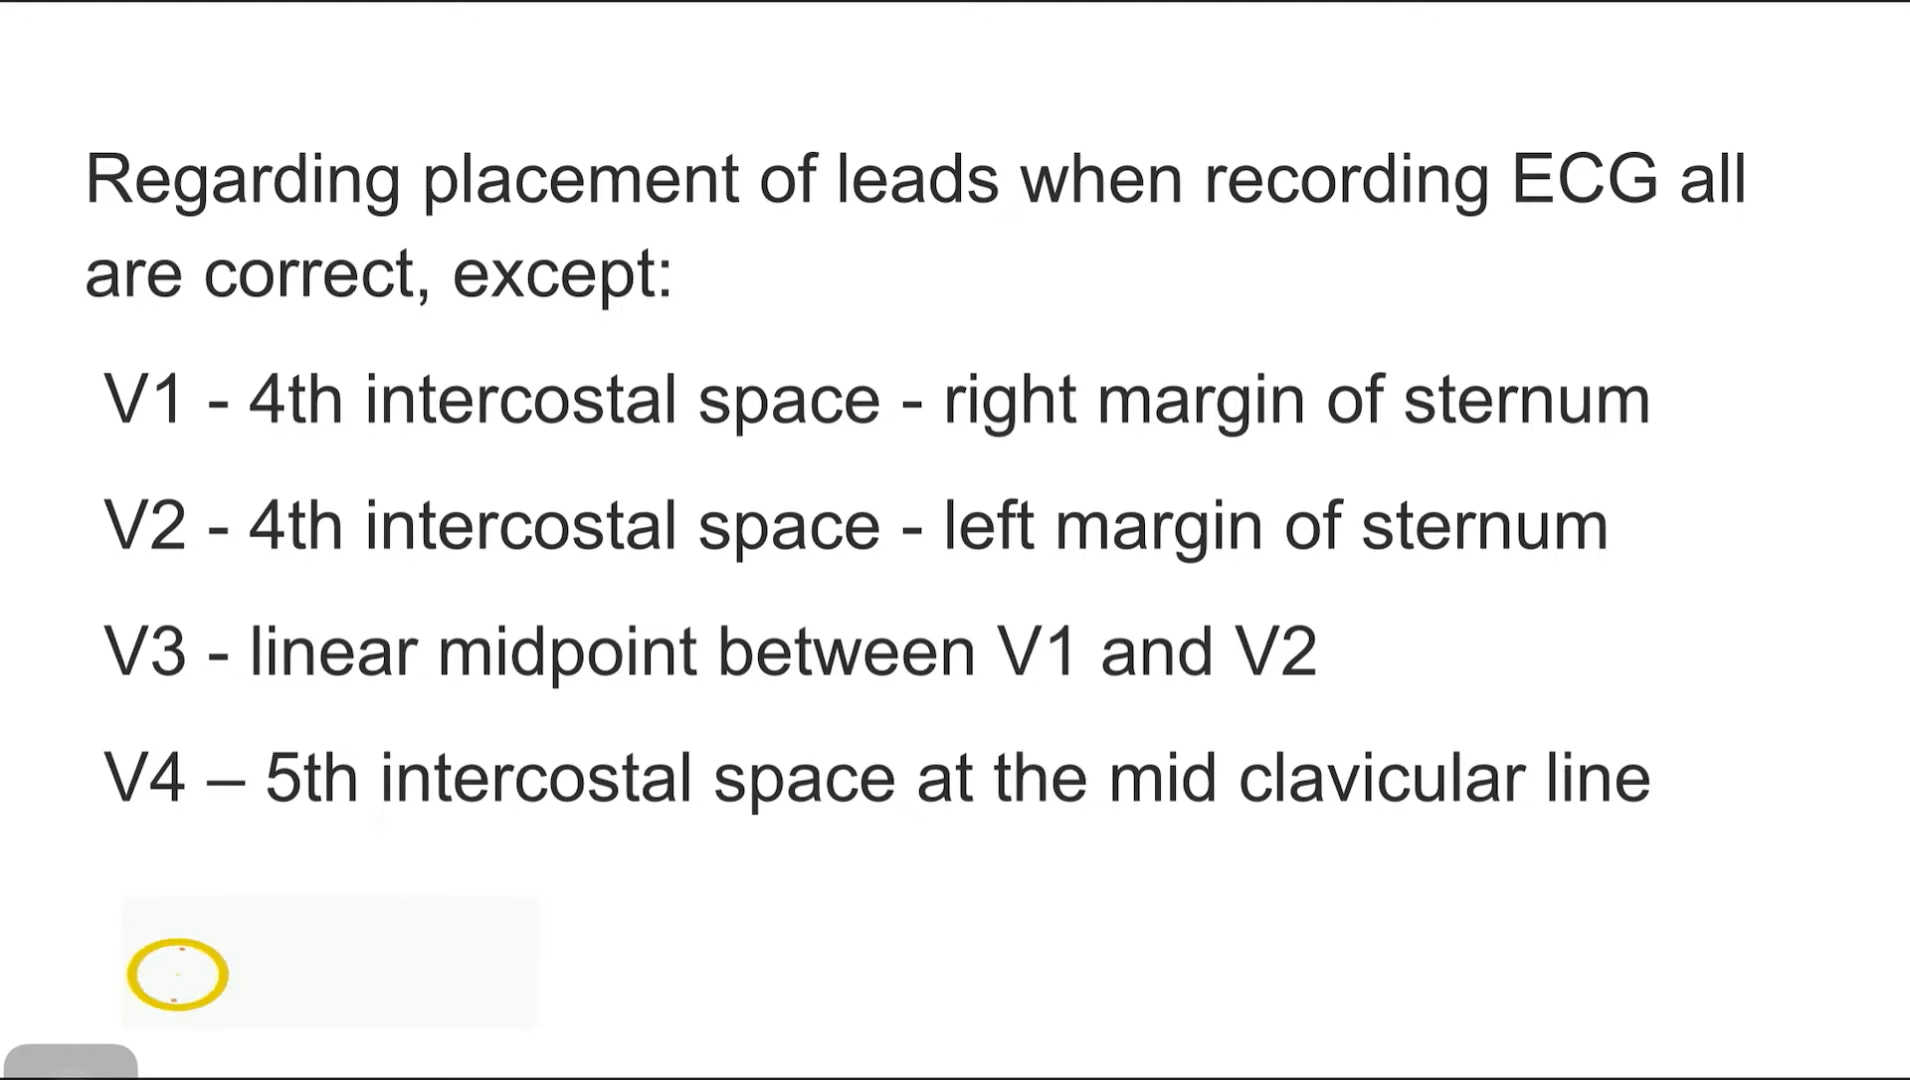 Regarding placement of leads when recording ECG all
are correct, except:
V1 - 4th intercostal space - right margin of sternum
V2 - 4th intercostal space - left margin of sternum
V3 - linear midpoint between V1 and V2
V4 – 5th intercostal space at the mid clavicular line